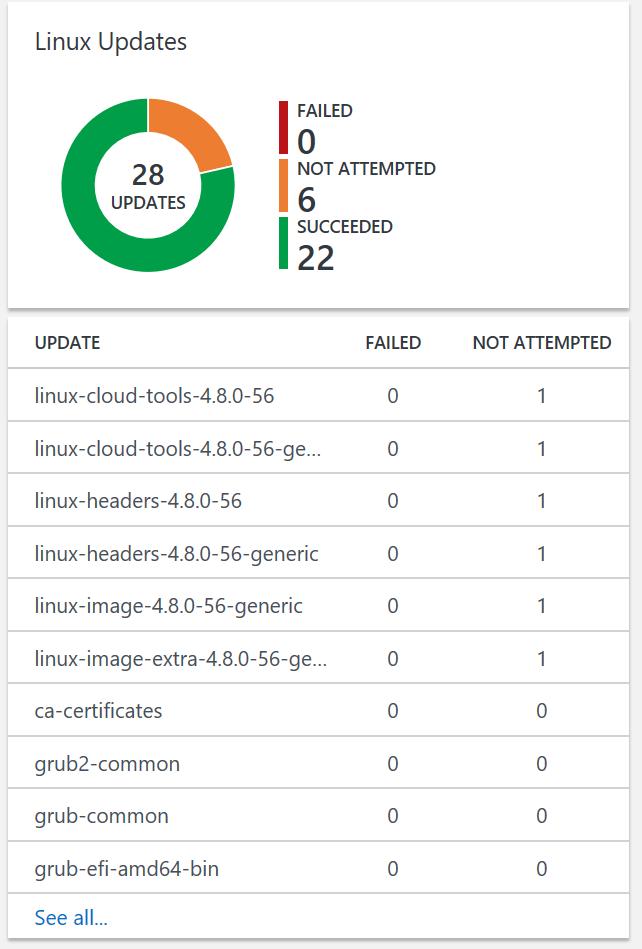 Linux Updates
28
UPDATES
FAILED
0
NOT ATTEMPTED
6
SUCCEEDED
22
UPDATE FAILED NOT ATTEMPTED
linux-cloud-tools-4.8.0-56 0 1
linux-cloud-tools-4.8.0-56-ge... 0 1
linux-headers-4.8.0-56 0 1
linux-headers-4.8.0-56-generic 0 1
linux-image-4.8.0-56-generic 0 1
linux-image-extra-4.8.0-56-ge... 0 1
ca-certificates 0 0
grub2-common 0 0
grub-common 0 0
grub-efi-amd64-bin 0 0
See all...